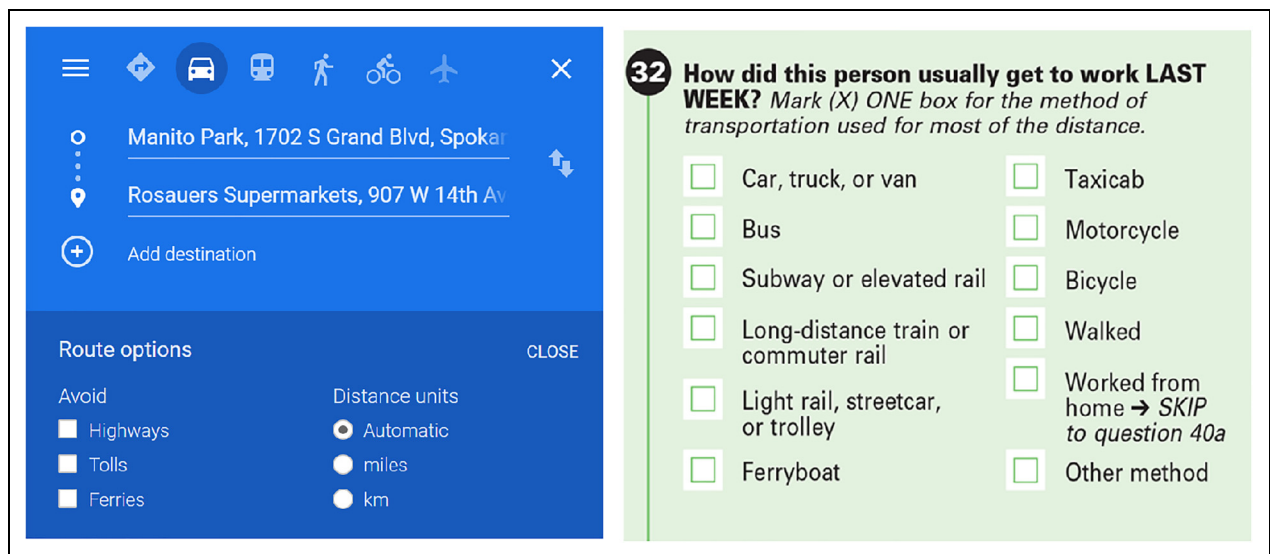 Manito Park, 1702 S Grand Blvd, Spokan
Rosauers Supermarkets, 907 W 14th Av
Add destination
Route options
CLOSE
Avoid
Distance units
Highways
Automatic
Tolls
miles
Ferries
km
32 How did this person usually get to work LAST
WEEK? Mark (X) ONE box for the method of
transportation used for most of the distance.
Car, truck, or van
Bus
Subway or elevated rail
Long-distance train or
commuter rail
Light rail, streetcar,
or trolley
Ferryboat
Taxicab
Motorcycle
Bicycle
Walked
Worked from
home ➔ SKIP
to question 40a
Other method